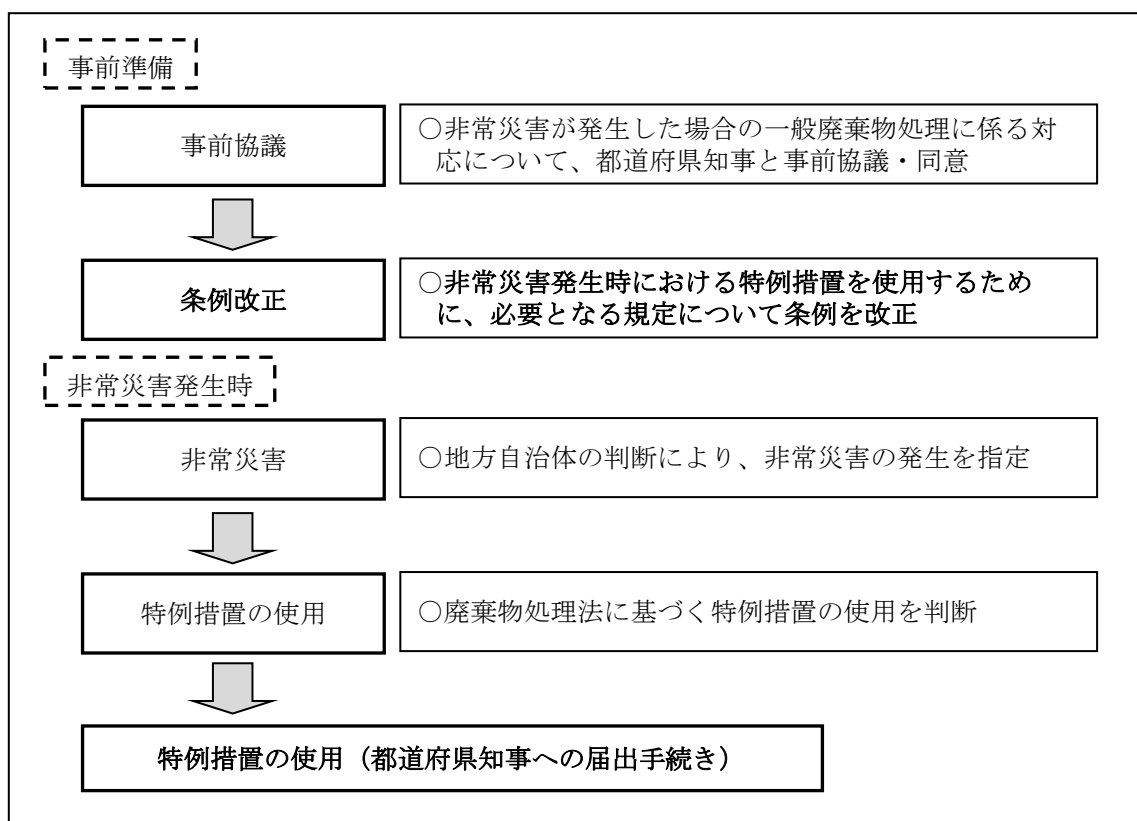 事前準備
事前協議
○非常災害が発生した場合の一般廃棄物処理に係る対
応について、都道府県知事と事前協議・同意
条例改正
○非常災害発生時における特例措置を使用するため
に、必要となる規定について条例を改正
非常災害発生時
非常災害
○地方自治体の判断により、非常災害の発生を指定
特例措置の使用
○廃棄物処理法に基づく特例措置の使用を判断
特例措置の使用（都道府県知事への届出手続き）